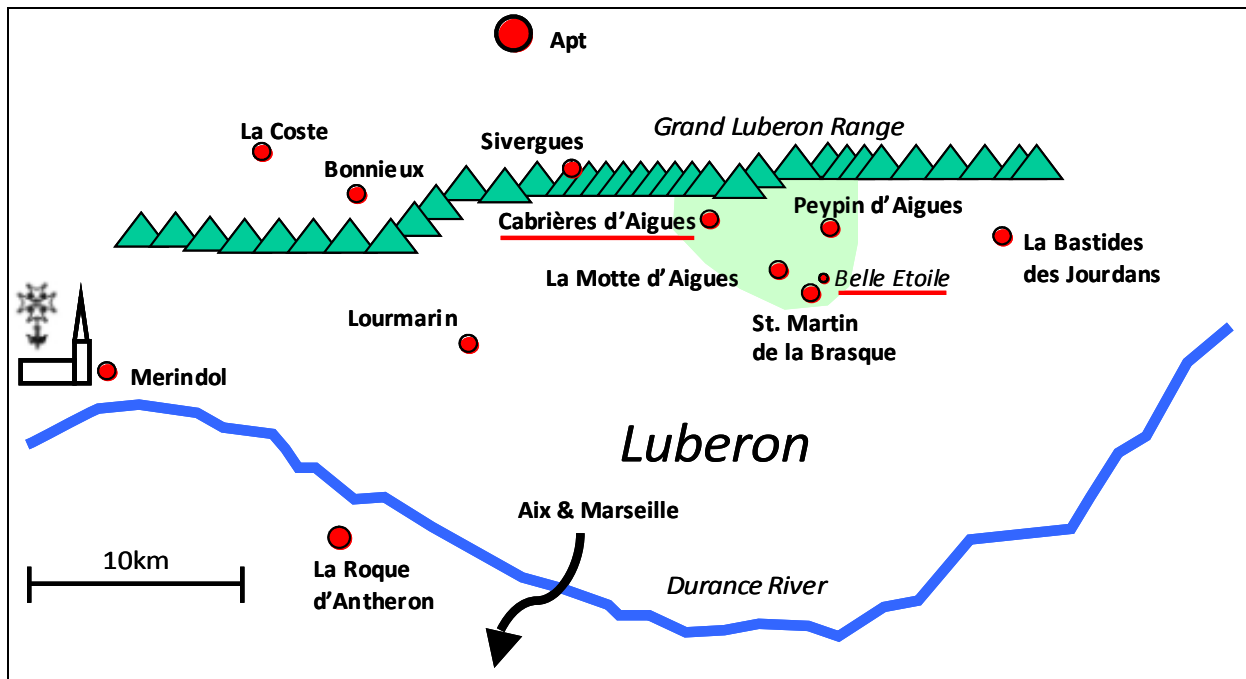 Apt
La Coste
Grand Luberon Range
Sivergues
Bonnieux
Cabrières d’Aigues
Peypin d’Aigues
La Bastides
des Jourdans
La Motte d’Aigues
Belle Etoile
Lourmarin
St. Martin
de la Brasque
Merindol
Luberon
Aix & Marseille
10km
La Roque
d’Antheron
Durance River